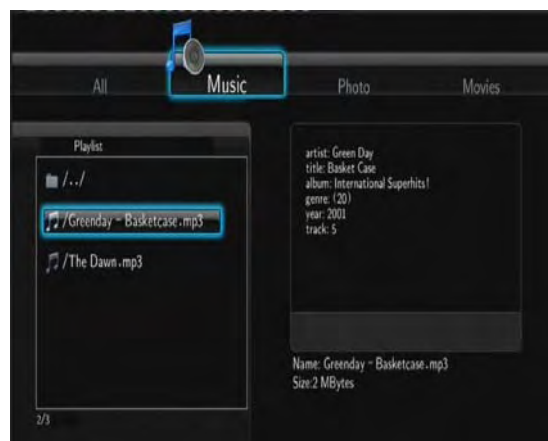 All
Music
Photo
Movies
Playlist
/../
/Greenday - Basketcase.mp3
/The Dawn.mp3
2/3
artist: Green Day
title: Basket Case
album: International Superhits!
genre: (20)
year: 2001
track: 5
Name: Greenday - Basketcase.mp3
Size:2 MBytes